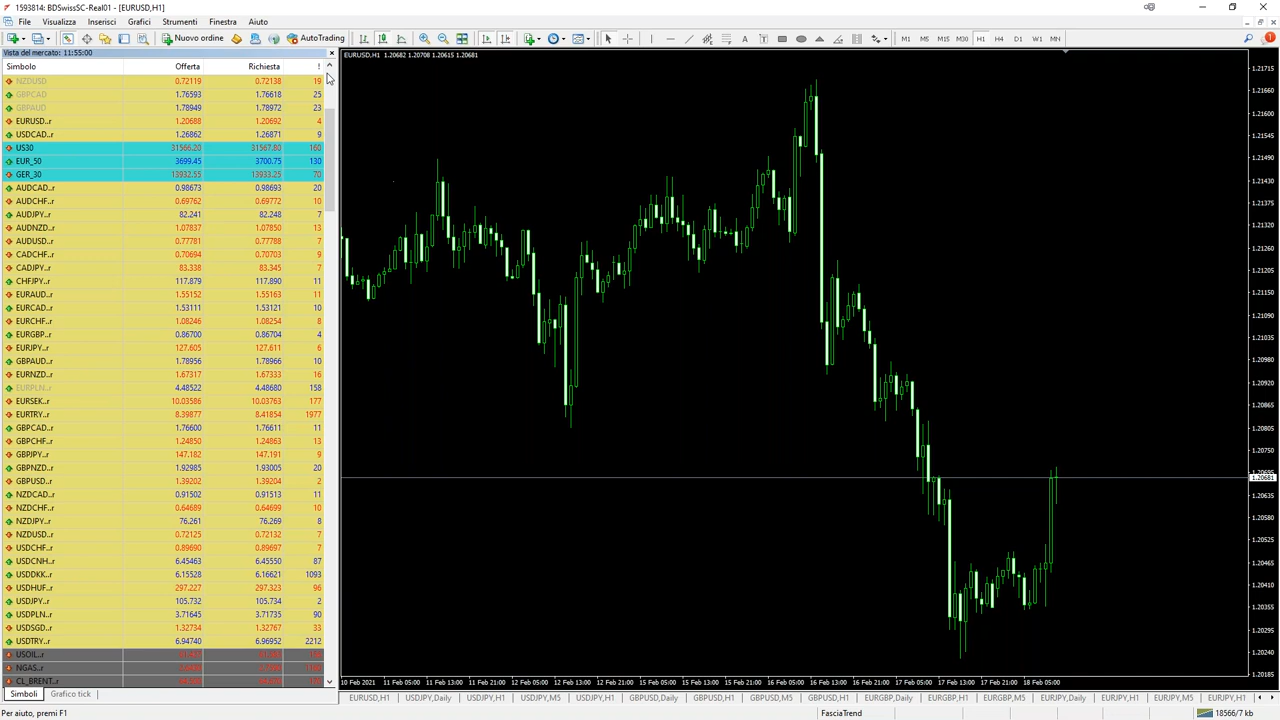 1593814: BDSwissSC-Real01 - [EURUSD,H1]
File Visualizza Inserisci Grafici Strumenti Finestra Aiuto
Nuovo ordine AutoTrading M1 M5 M15 M30 H1 H4 D1 W1 MN
Vista del mercato: 11:55:00
Simbolo Offerta Richiesta !
NZDUSD 0.72119 0.72138 19
GBPCAD 1.76593 1.76618 25
GBPAUD 1.78949 1.78972 23
EURUSD..r 1.20688 1.20692 4
USDCAD..r 1.26862 1.26871 9
US30 31566.20 31567.80 160
EUR_50 3699.45 3700.75 130
GER_30 13932.55 13933.25 70
AUDCAD..r 0.98673 0.98693 20
AUDCHF..r 0.69762 0.69772 10
AUDJPY..r 82.241 82.248 7
AUDNZD..r 1.07837 1.07850 13
AUDUSD..r 0.77781 0.77788 7
CADCHF..r 0.70694 0.70703 9
CADJPY..r 83.338 83.345 7
CHFJPY..r 117.879 117.890 11
EURAUD..r 1.55152 1.55163 11
EURCAD..r 1.53111 1.53121 10
EURCHF..r 1.08246 1.08254 8
EURGBP..r 0.86700 0.86704 4
EURJPY..r 127.605 127.611 6
GBPAUD..r 1.78956 1.78966 10
EURNZD..r 1.67317 1.67333 16
EURPLN..r 4.48522 4.48680 158
EURSEK..r 10.03586 10.03763 177
EURTRY..r 8.39877 8.41854 1977
GBPCAD..r 1.76600 1.76611 11
GBPCHF..r 1.24850 1.24863 13
GBPJPY..r 147.182 147.191 9
GBPNZD..r 1.92985 1.93005 20
GBPUSD..r 1.39202 1.39204 2
NZDCAD..r 0.91502 0.91513 11
NZDCHF..r 0.64689 0.64699 10
NZDJPY..r 76.261 76.269 8
NZDUSD..r 0.72125 0.72132 7
USDCHF..r 0.89690 0.89697 7
USDCNH..r 6.45463 6.45550 87
USDDKK..r 6.15528 6.16621 1093
USDHUF..r 297.227 297.323 96
USDJPY..r 105.732 105.734 2
USDPLN..r 3.71645 3.71735 90
USDSGD..r 1.32734 1.32767 33
USDTRY..r 6.94740 6.96952 2212
USOIL..r
NGAS..r
CL_BRENT..r
Simboli Grafico tick
Per aiuto, premi F1
EURUSD,H1 1.20682 1.20708 1.20615 1.20681
1.21715
1.21660
1.21600
1.21545
1.21490
1.21430
1.21375
1.21320
1.21260
1.21205
1.21150
1.21090
1.21035
1.20980
1.20920
1.20865
1.20805
1.20750
1.20695
1.20681
1.20635
1.20580
1.20525
1.20465
1.20410
1.20355
1.20295
1.20240
1.20185
10 Feb 2021 11 Feb 05:00 11 Feb 13:00 11 Feb 21:00 12 Feb 05:00 12 Feb 13:00 12 Feb 21:00 15 Feb 05:00 15 Feb 13:00 15 Feb 21:00 16 Feb 05:00 16 Feb 13:00 16 Feb 21:00 17 Feb 05:00 17 Feb 13:00 17 Feb 21:00 18 Feb 05:00
EURUSD,H1 USDJPY,Daily USDJPY,H1 USDJPY,M5 USDJPY,H1 GBPUSD,Daily GBPUSD,H1 GBPUSD,M5 GBPUSD,H1 EURGBP,Daily EURGBP,H1 EURGBP,M5 EURJPY,Daily EURJPY,H1 EURJPY,M5 EURJPY,H1
FasciaTrend 18566/7 kb